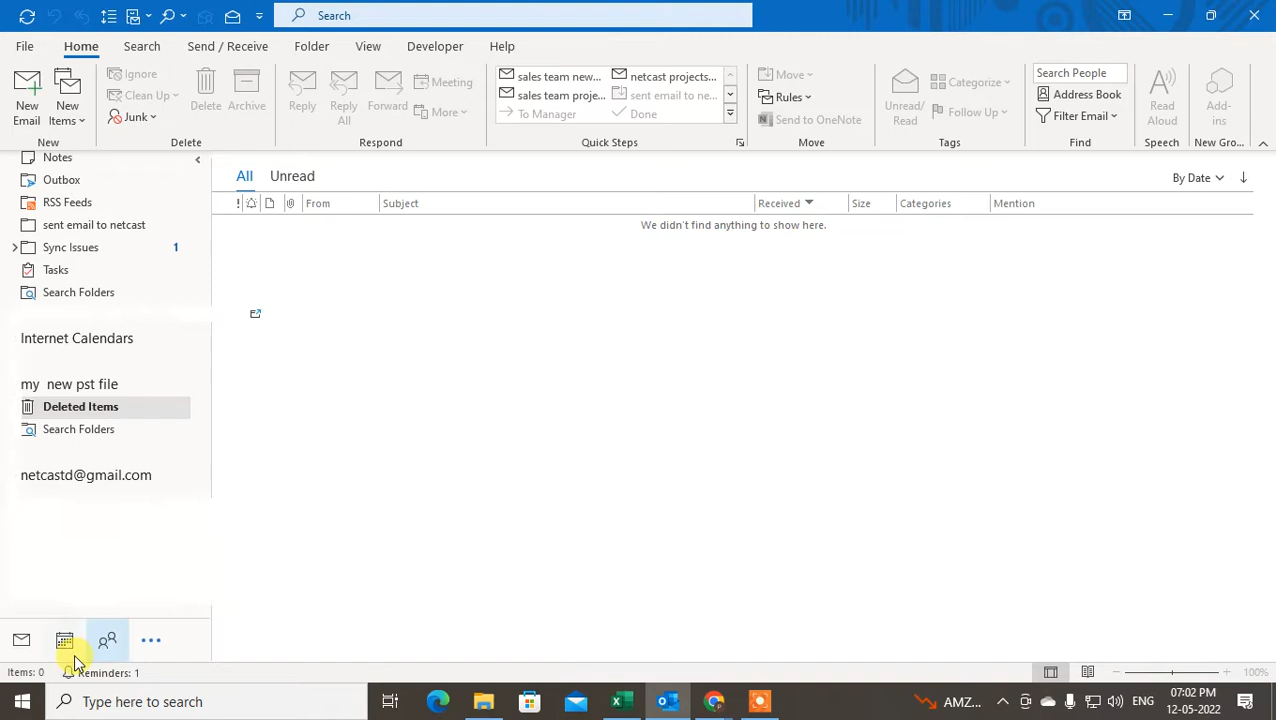 Search
File Home Search Send / Receive Folder View Developer Help
New Email
New Items
Ignore
Clean Up
Junk
Delete
Archive
Reply
Reply All
Forward
Meeting
More
sales team new...
netcast projects...
sales team proje...
sent email to ne...
To Manager
Done
Move
Rules
Send to OneNote
Unread/ Read
Categorize
Follow Up
Search People
Address Book
Filter Email
Read Aloud
Add-ins
New Delete Respond Quick Steps Move Tags Find Speech New Gro...
Notes
Outbox
RSS Feeds
sent email to netcast
Sync Issues 1
Tasks
Search Folders
Internet Calendars
my new pst file
Deleted Items
Search Folders
netcastd@gmail.com
All Unread
By Date
! From Subject Received Size Categories Mention
We didn't find anything to show here.
Items: 0 Reminders: 1
100%
Type here to search
AMZ...
ENG
07:02 PM
12-05-2022